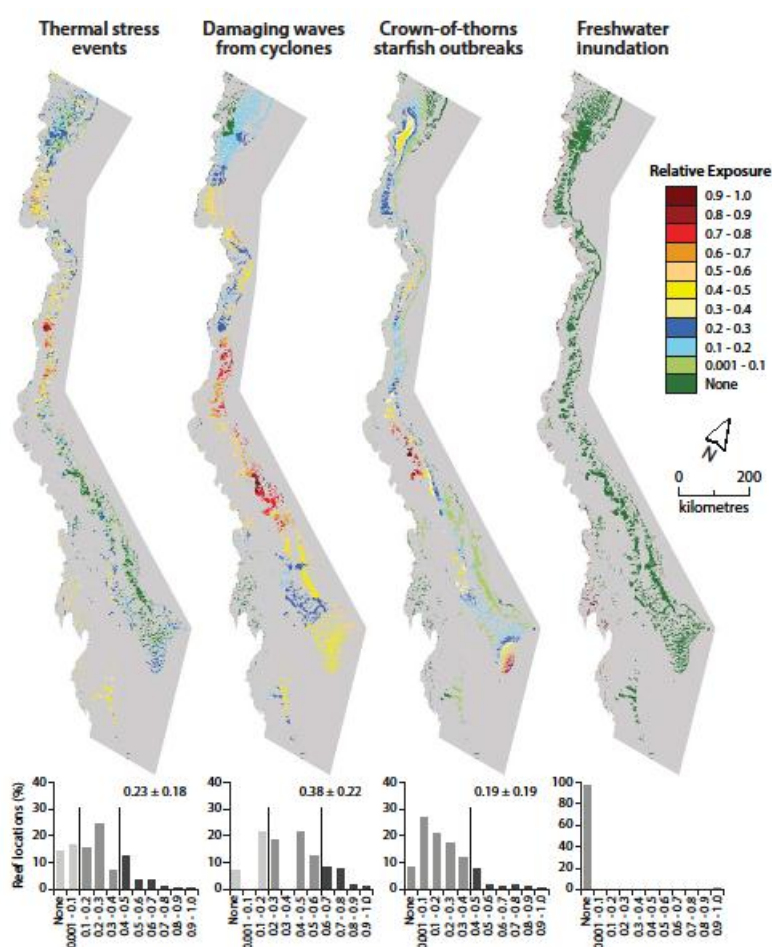 Thermal stress events
Damaging waves from cyclones
Crown-of-thorns starfish outbreaks
Freshwater inundation
Relative Exposure
0.9 - 1.0
0.8 - 0.9
0.7 - 0.8
0.6 - 0.7
0.5 - 0.6
0.4 - 0.5
0.3 - 0.4
0.2 - 0.3
0.1 - 0.2
0.001 - 0.1
None
N
0 200
kilometres
Reef locations (%)
40
30
20
10
0
0.23 ± 0.18
None
0.001 - 0.1
0.1 - 0.2
0.2 - 0.3
0.3 - 0.4
0.4 - 0.5
0.5 - 0.6
0.6 - 0.7
0.7 - 0.8
0.8 - 0.9
0.9 - 1.0
40
30
20
10
0
0.38 ± 0.22
None
0.001 - 0.1
0.1 - 0.2
0.2 - 0.3
0.3 - 0.4
0.4 - 0.5
0.5 - 0.6
0.6 - 0.7
0.7 - 0.8
0.8 - 0.9
0.9 - 1.0
40
30
20
10
0
0.19 ± 0.19
None
0.001 - 0.1
0.1 - 0.2
0.2 - 0.3
0.3 - 0.4
0.4 - 0.5
0.5 - 0.6
0.6 - 0.7
0.7 - 0.8
0.8 - 0.9
0.9 - 1.0
100
80
60
40
20
0
None
0.001 - 0.1
0.1 - 0.2
0.2 - 0.3
0.3 - 0.4
0.4 - 0.5
0.5 - 0.6
0.6 - 0.7
0.7 - 0.8
0.8 - 0.9
0.9 - 1.0